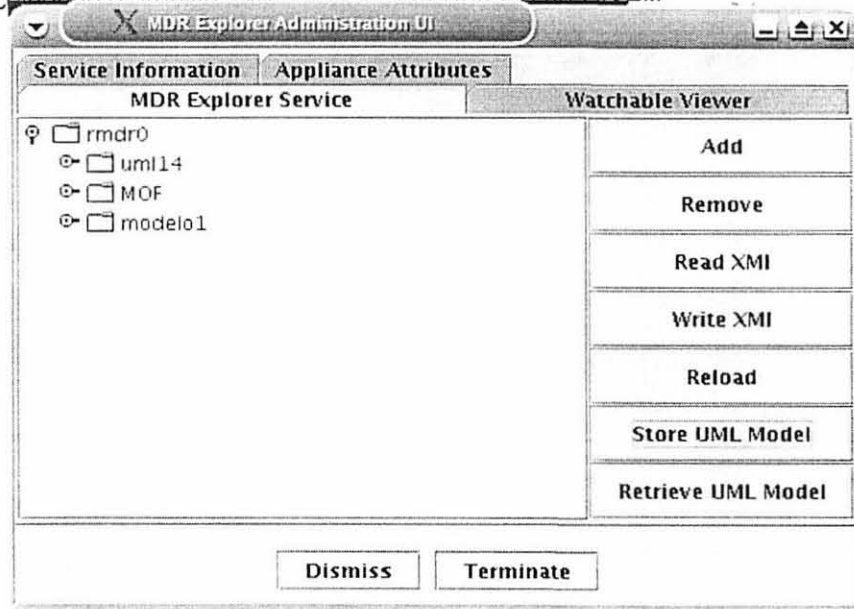 MDR Explorer Administration UI
Service Information Appliance Attributes
MDR Explorer Service Watchable Viewer
rmdr0
uml14
MOF
modelo1
Add
Remove
Read XMI
Write XMI
Reload
Store UML Model
Retrieve UML Model
Dismiss Terminate